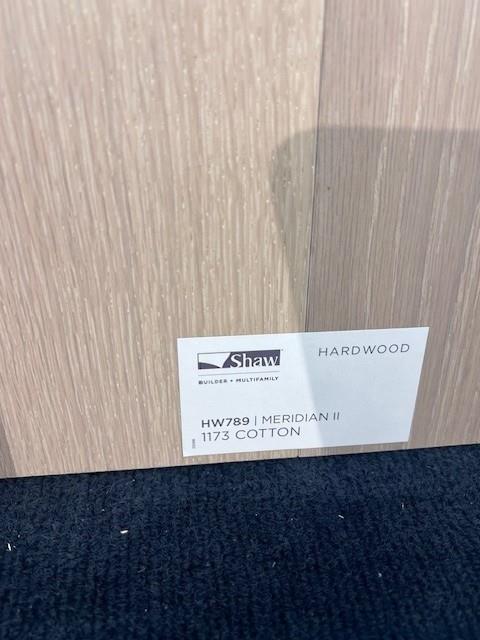 Shaw
BUILDER + MULTIFAMILY
HARDWOOD
HW789 | MERIDIAN II
1173 COTTON